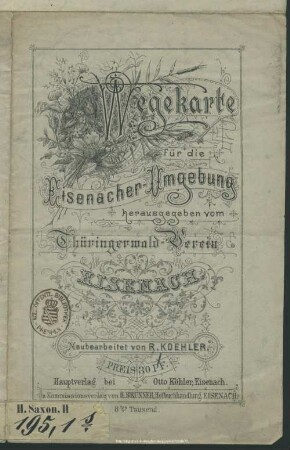 Wegekarte
für die
Eisenacher-Umgebung
herausgegeben vom
Thüringerwald-Verein
EISENACH.
Neubearbeitet von R. KOEHLER.
PREIS: 30 PF.
Hauptverlag bei Otto Köhler, Eisenach.
In Kommissionsverlag von H. BRUNNER, Hofbuchhandlung EISENACH.
Tausend
H. Saxon. H
195, 1